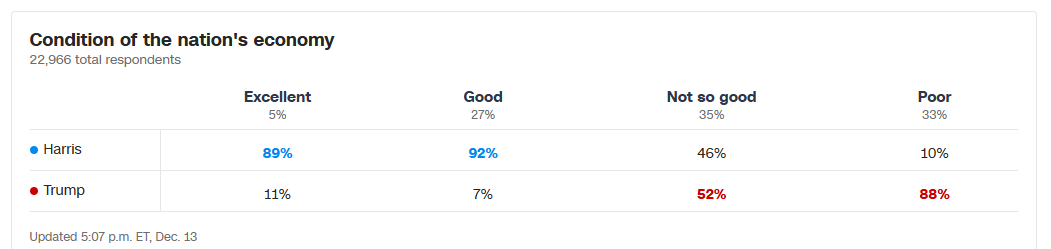 Condition of the nation's economy
22,966 total respondents
Excellent Good Not so good Poor
5% 27% 35% 33%
Harris 89% 92% 46% 10%
Trump 11% 7% 52% 88%
Updated 5:07 p.m. ET, Dec. 13